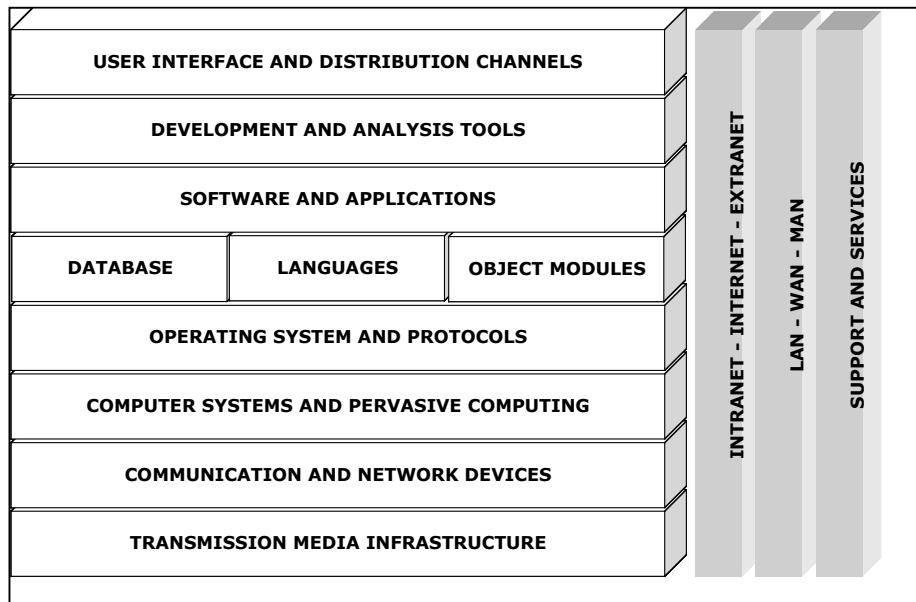 USER INTERFACE AND DISTRIBUTION CHANNELS
DEVELOPMENT AND ANALYSIS TOOLS
SOFTWARE AND APPLICATIONS
DATABASE
LANGUAGES
OBJECT MODULES
OPERATING SYSTEM AND PROTOCOLS
COMPUTER SYSTEMS AND PERVASIVE COMPUTING
COMMUNICATION AND NETWORK DEVICES
TRANSMISSION MEDIA INFRASTRUCTURE
INTRANET - INTERNET - EXTRANET
LAN - WAN - MAN
SUPPORT AND SERVICES